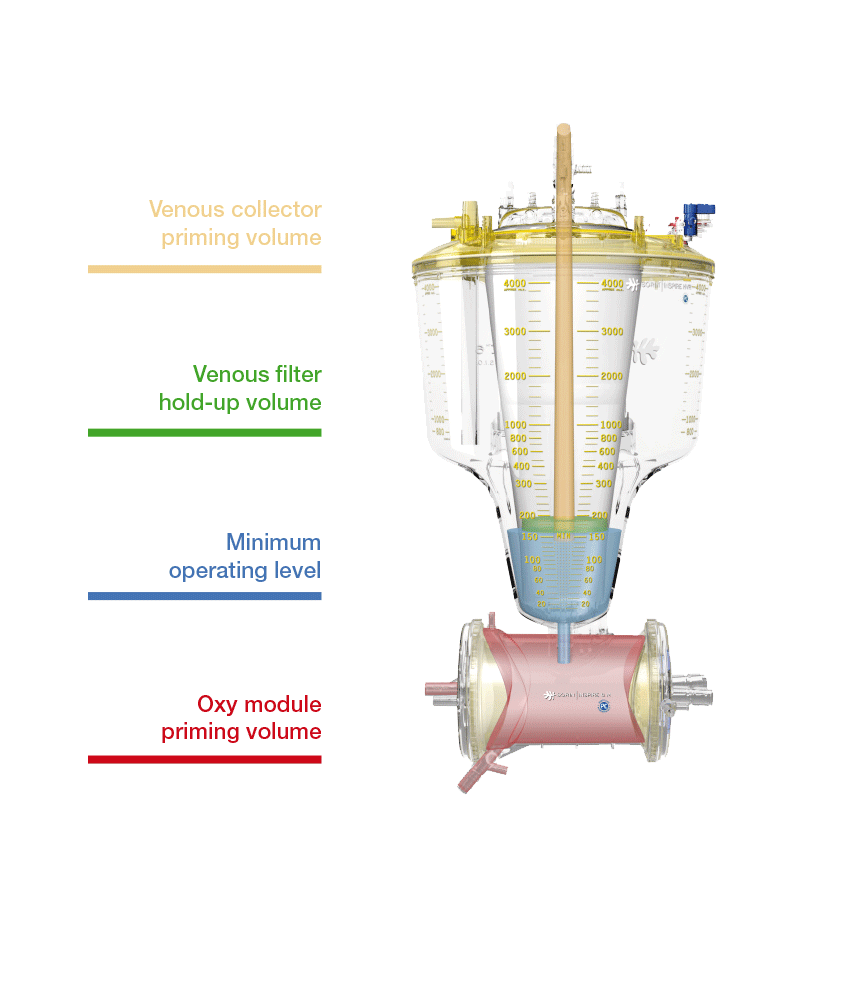 Venous collector
priming volume
Venous filter
hold-up volume
Minimum
operating level
Oxy module
priming volume
4000 4000
3000 3000
2000 2000
1000 1000
800 800
600 600
400 400
300 300
200 200
150 150
100 100
80 80
60 60
40 40
20 20